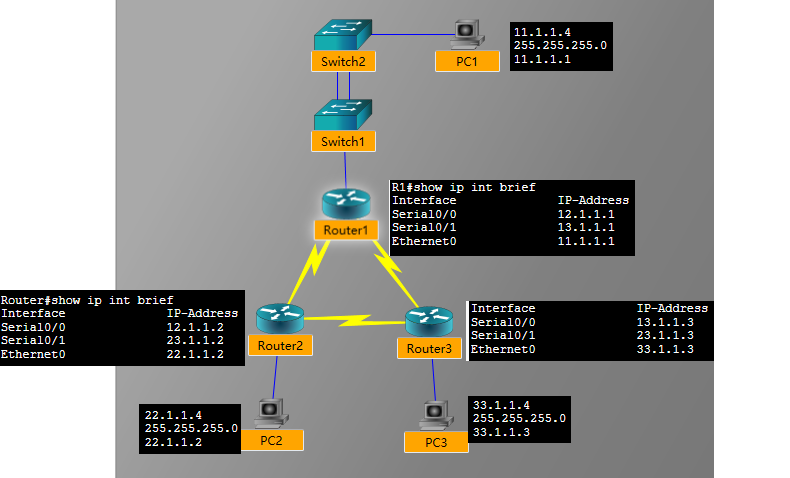 Switch2
PC1
11.1.1.4
255.255.255.0
11.1.1.1
Switch1
Router1
R1#show ip int brief
Interface IP-Address
Serial0/0 12.1.1.1
Serial0/1 13.1.1.1
Ethernet0 11.1.1.1
Router#show ip int brief
Interface IP-Address
Serial0/0 12.1.1.2
Serial0/1 23.1.1.2
Ethernet0 22.1.1.2
Router2
Router3
Interface IP-Address
Serial0/0 13.1.1.3
Serial0/1 23.1.1.3
Ethernet0 33.1.1.3
22.1.1.4
255.255.255.0
22.1.1.2
PC2
PC3
33.1.1.4
255.255.255.0
33.1.1.3